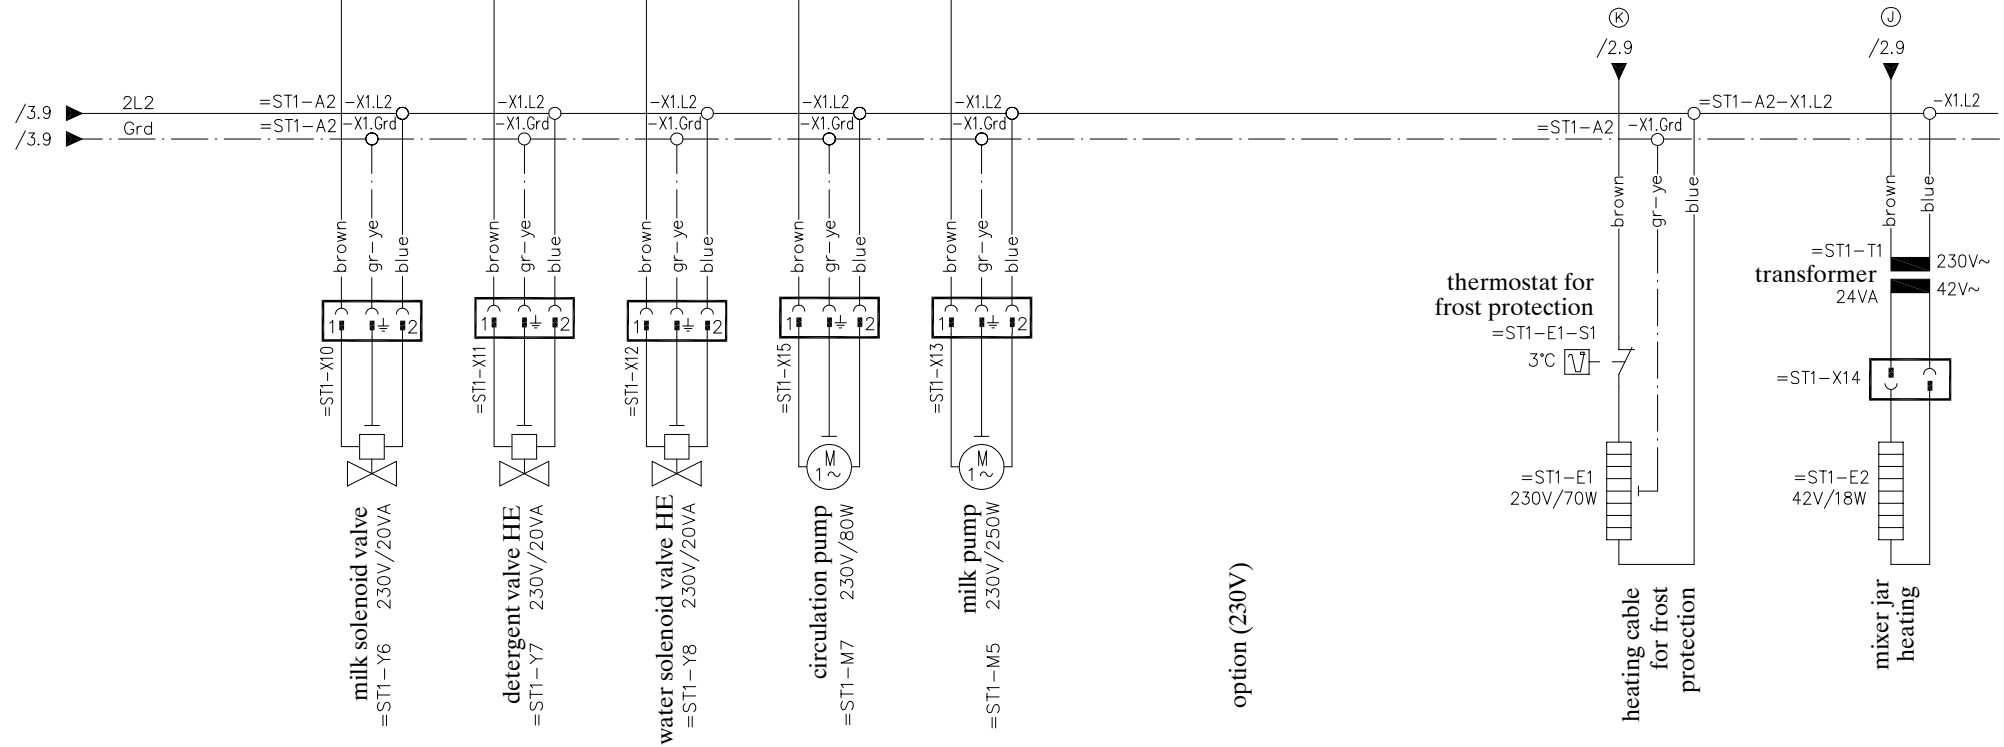 K
J
/2.9
/2.9
/3.9
2L2
=ST1-A2
-X1.L2
-X1.L2
-X1.L2
-X1.L2
-X1.L2
=ST1-A2-X1.L2
-X1.L2
/3.9
Grd
=ST1-A2
-X1.Grd
-X1.Grd
-X1.Grd
-X1.Grd
-X1.Grd
=ST1-A2
-X1.Grd
brown
gr-ye
blue
brown
gr-ye
blue
brown
gr-ye
blue
brown
gr-ye
blue
brown
gr-ye
blue
brown
gr-ye
blue
brown
blue
=ST1-T1
transformer
24VA
230V~
42V~
thermostat for
frost protection
=ST1-E1-S1
3°C
1 2
1 2
1 2
1 2
1 2
=ST1-X10
=ST1-X11
=ST1-X12
=ST1-X15
=ST1-X13
=ST1-X14
M
1~
M
1~
=ST1-E1
230V/70W
=ST1-E2
42V/18W
milk solenoid valve
=ST1-Y6 230V/20VA
detergent valve HE
=ST1-Y7 230V/20VA
water solenoid valve HE
=ST1-Y8 230V/20VA
circulation pump
=ST1-M7 230V/80W
milk pump
=ST1-M5 230V/250W
option (230V)
heating cable
for frost
protection
mixer jar
heating